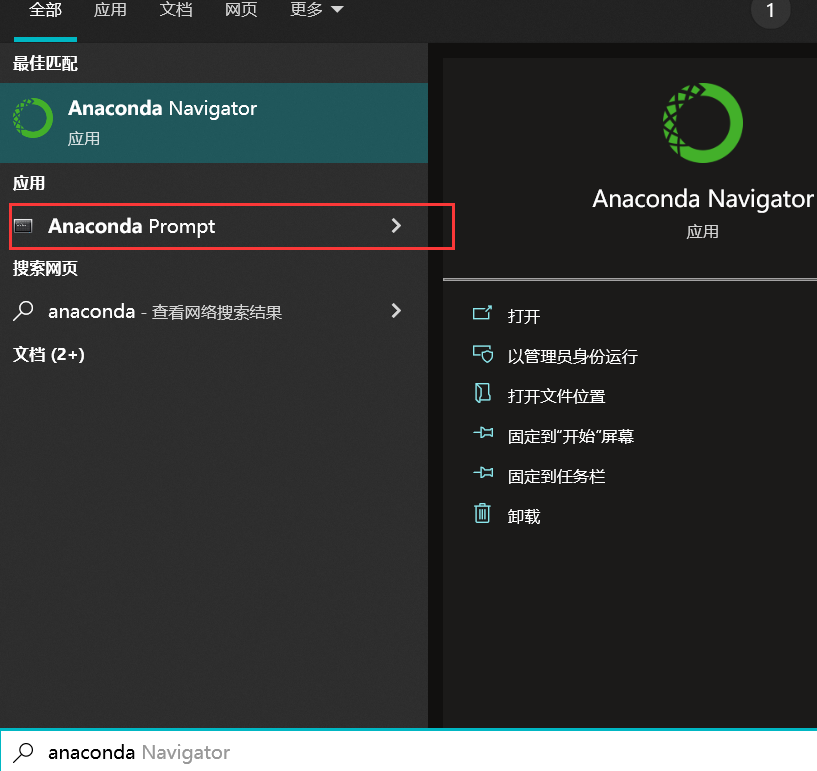 全部 应用 文档 网页 更多 1
最佳匹配
Anaconda Navigator
应用
应用
Anaconda Prompt
搜索网页
anaconda - 查看网络搜索结果
文档 (2+)
Anaconda Navigator
应用
打开
以管理员身份运行
打开文件位置
固定到"开始"屏幕
固定到任务栏
卸载
anaconda Navigator